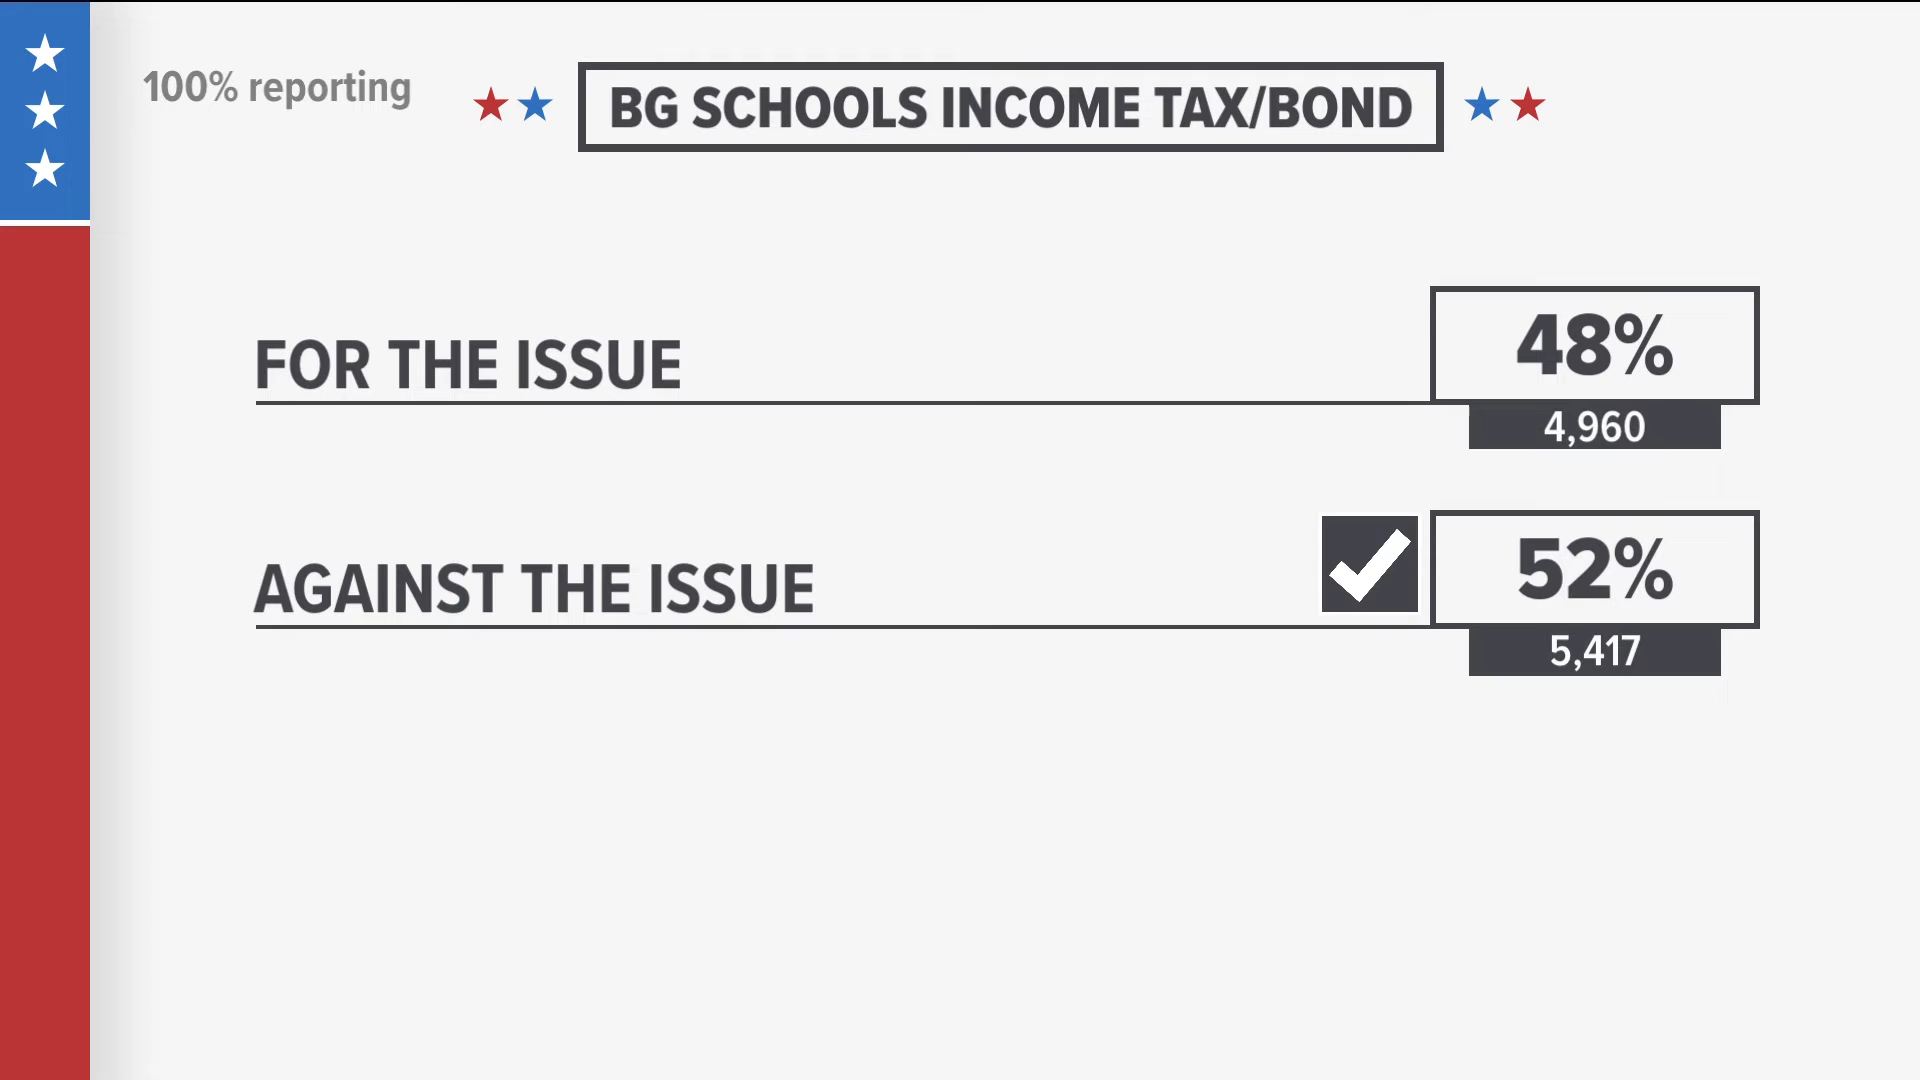 100% reporting
BG SCHOOLS INCOME TAX/BOND
FOR THE ISSUE
48%
4,960
AGAINST THE ISSUE
52%
5,417